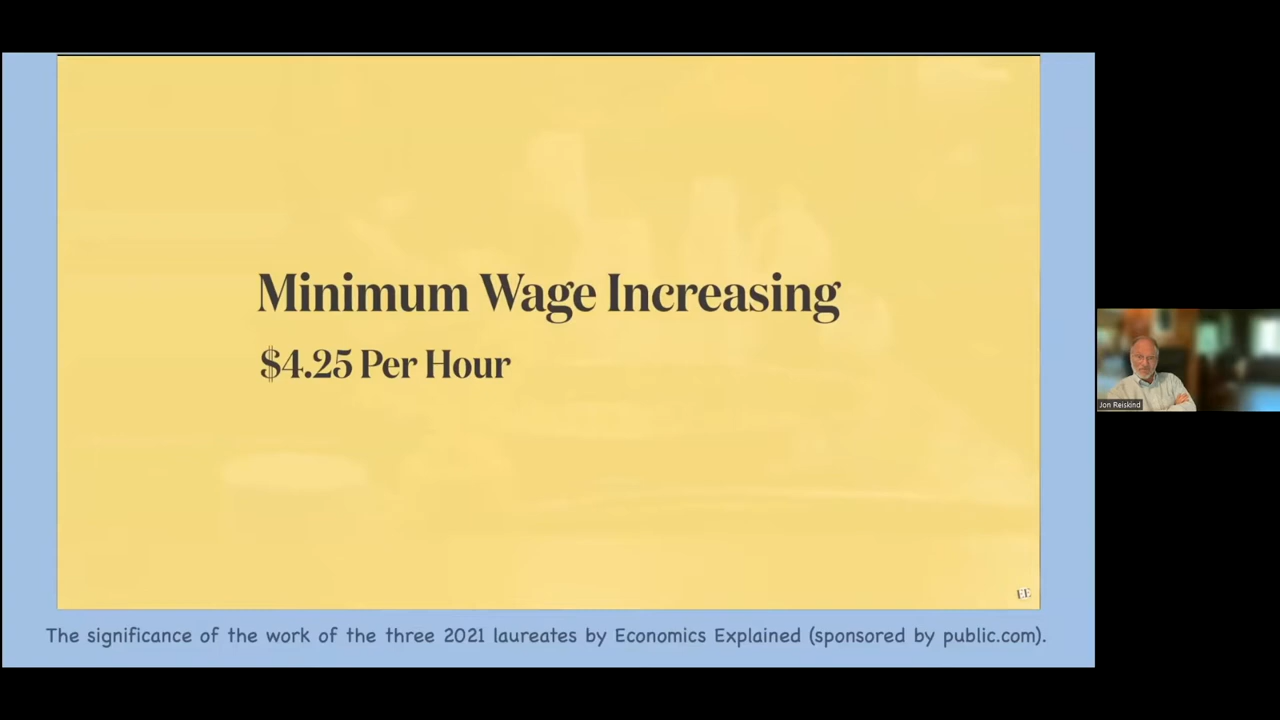 Minimum Wage Increasing
$4.25 Per Hour
EE
The significance of the work of the three 2021 laureates by Economics Explained (sponsored by public.com).
Jon Reiskind